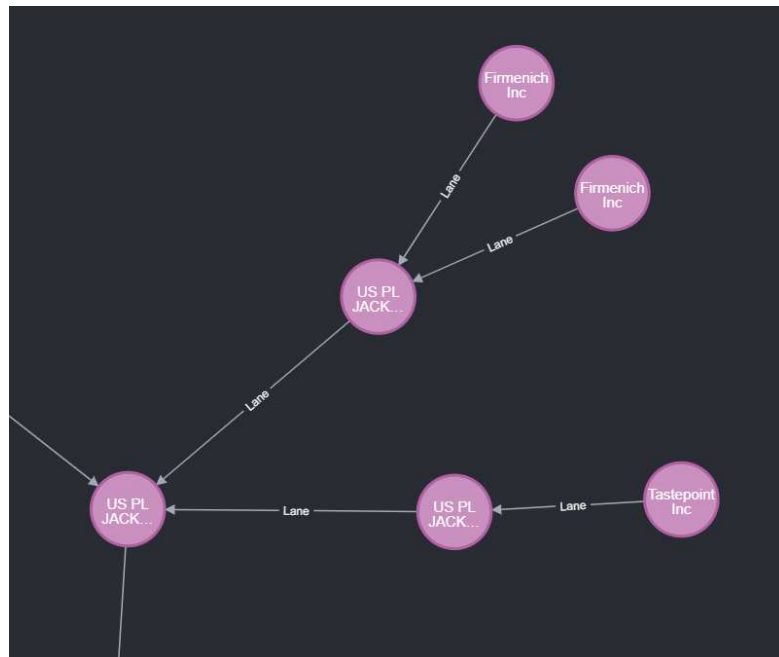 Firmenich
Inc
Lane
Firmenich
Inc
Lane
US PL
JACK...
Lane
US PL
JACK...
Lane
US PL
JACK...
Lane
Tastepoint
Inc